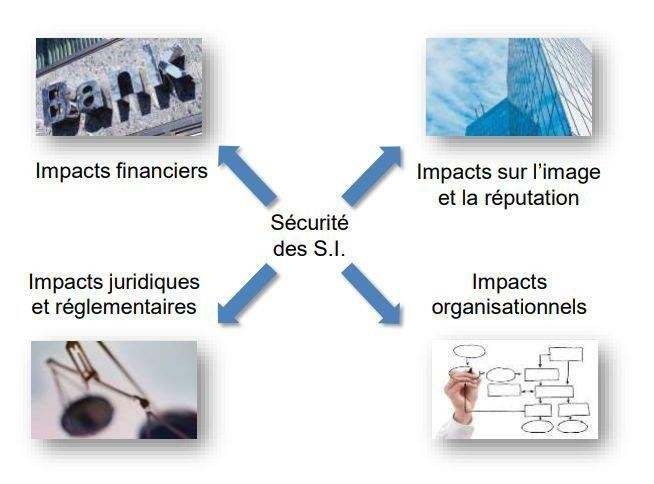 Bank
Impacts financiers
Impacts sur l’image
et la réputation
Sécurité
des S.I.
Impacts juridiques
et réglementaires
Impacts
organisationnels